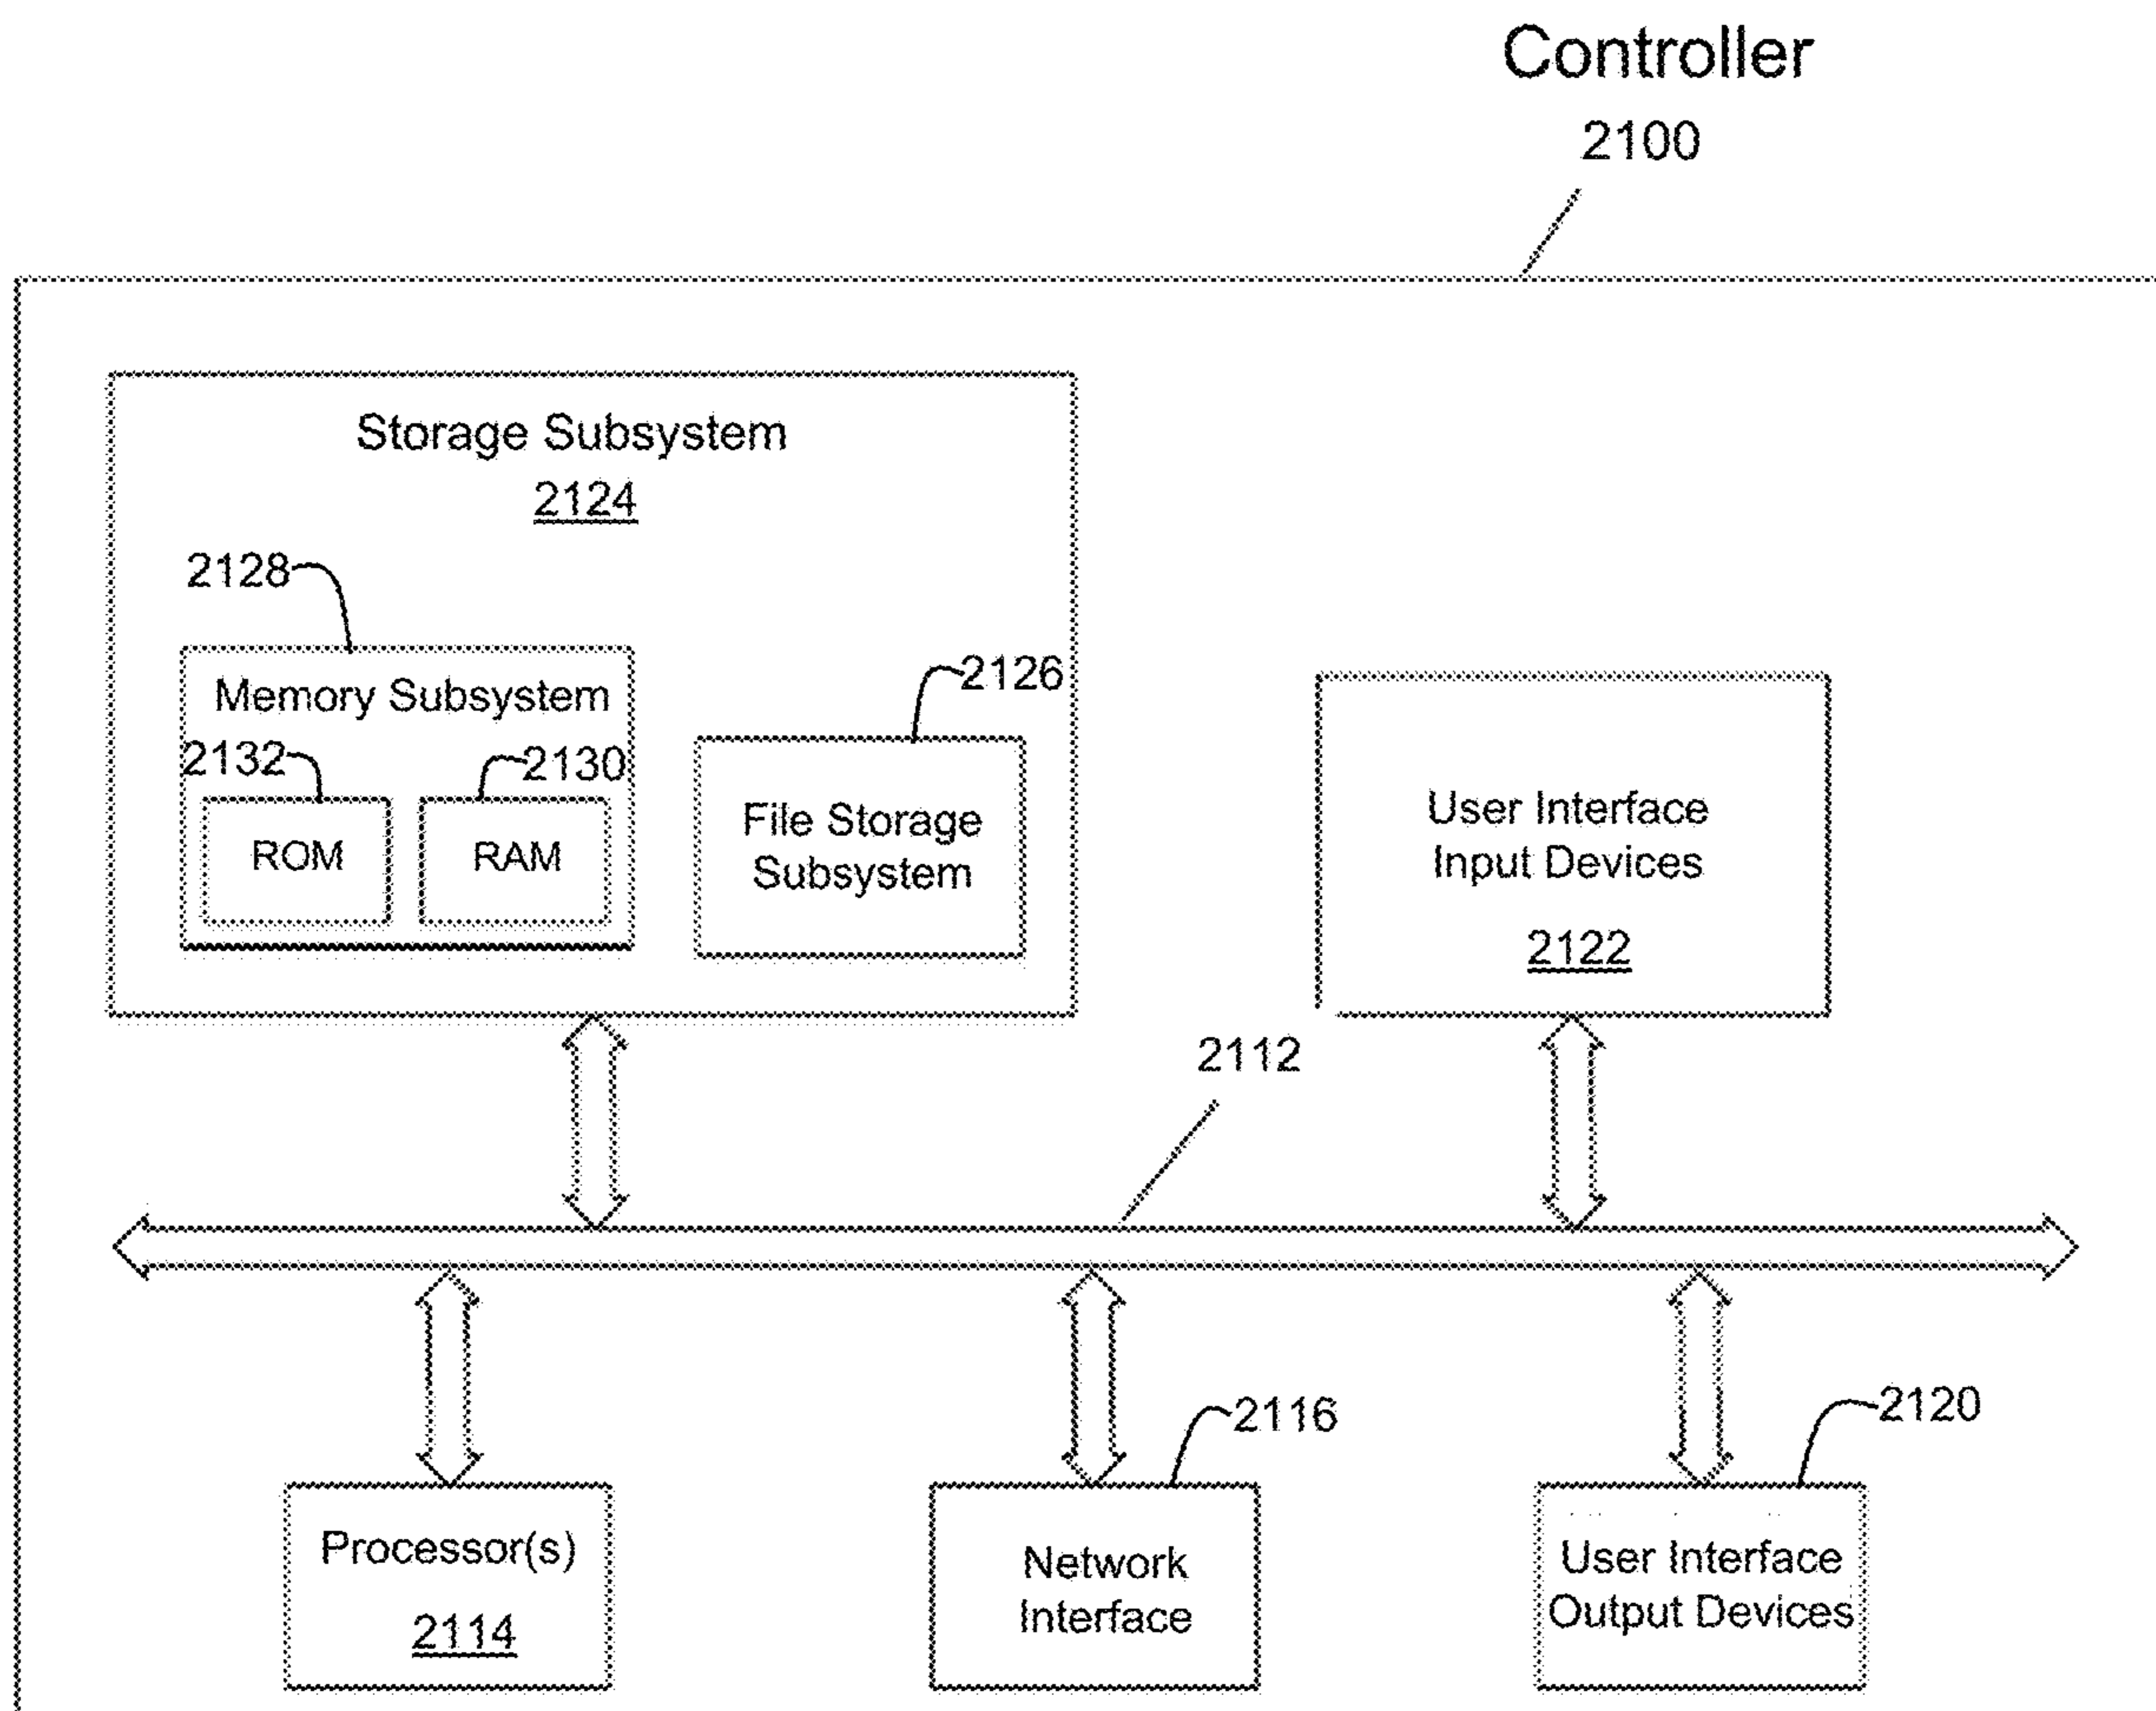 Controller
2100
Storage Subsystem
2124
2128
Memory Subsystem
2132
2130
ROM
RAM
2126
File Storage
Subsystem
User Interface
Input Devices
2122
2112
2116
2120
Processor(s)
2114
Network
Interface
User Interface
Output Devices